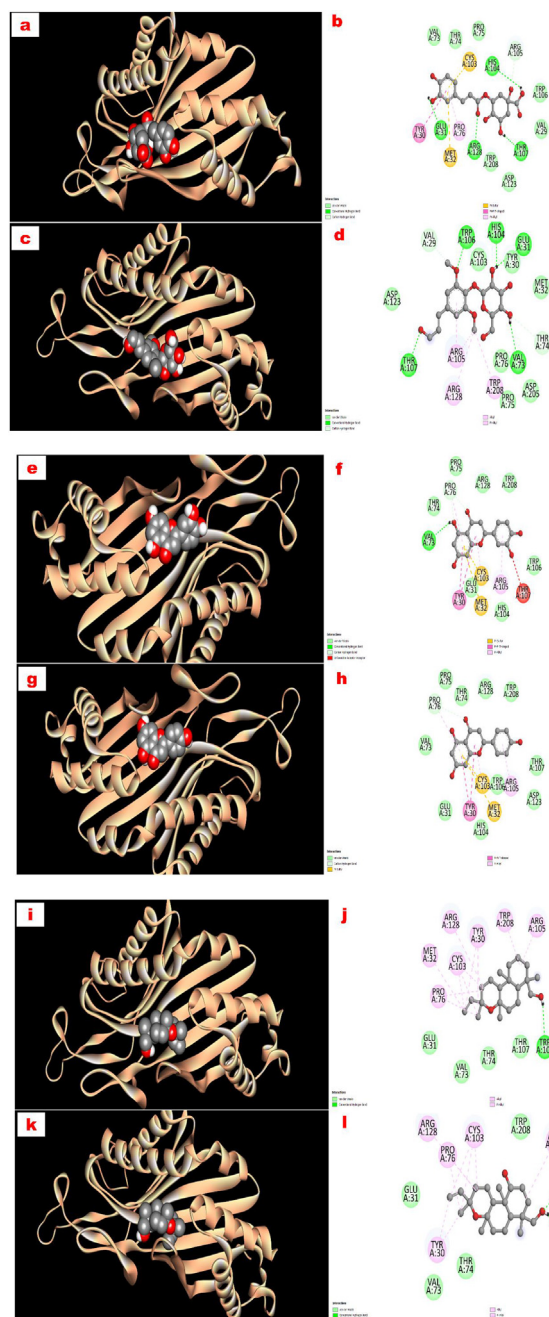 a
b
VAL
A:73
THR
A:74
PRO
A:75
ARG
A:105
CYS
A:103
HIS
A:104
TRP
A:106
VAL
A:29
TYR
A:30
GLU
A:31
PRO
A:76
MET
A:32
ARG
A:128
TRP
A:208
THR
A:107
ASP
A:123
c
d
VAL
A:29
TRP
A:106
HIS
A:104
GLU
A:31
CYS
A:103
TYR
A:30
MET
A:32
ASP
A:123
THR
A:74
ARG
A:105
PRO
A:76
VAL
A:73
THR
A:107
ARG
A:128
TRP
A:208
PRO
A:75
ASP
A:205
e
f
PRO
A:75
PRO
A:76
ARG
A:128
TRP
A:208
THR
A:74
VAL
A:73
TRP
A:106
CYS
A:103
GLU
A:31
ARG
A:105
TYR
A:30
MET
A:32
HIS
A:104
g
h
PRO
A:75
THR
A:74
ARG
A:128
TRP
A:208
PRO
A:76
VAL
A:73
THR
A:107
CYS
A:103
TRP
A:106
ARG
A:105
ASP
A:123
GLU
A:31
TYR
A:30
MET
A:32
HIS
A:104
i
j
ARG
A:128
TYR
A:30
TRP
A:208
ARG
A:105
MET
A:32
CYS
A:103
PRO
A:76
GLU
A:31
VAL
A:73
THR
A:74
THR
A:107
k
l
ARG
A:128
CYS
A:103
TRP
A:208
PRO
A:76
GLU
A:31
TYR
A:30
THR
A:74
VAL
A:73